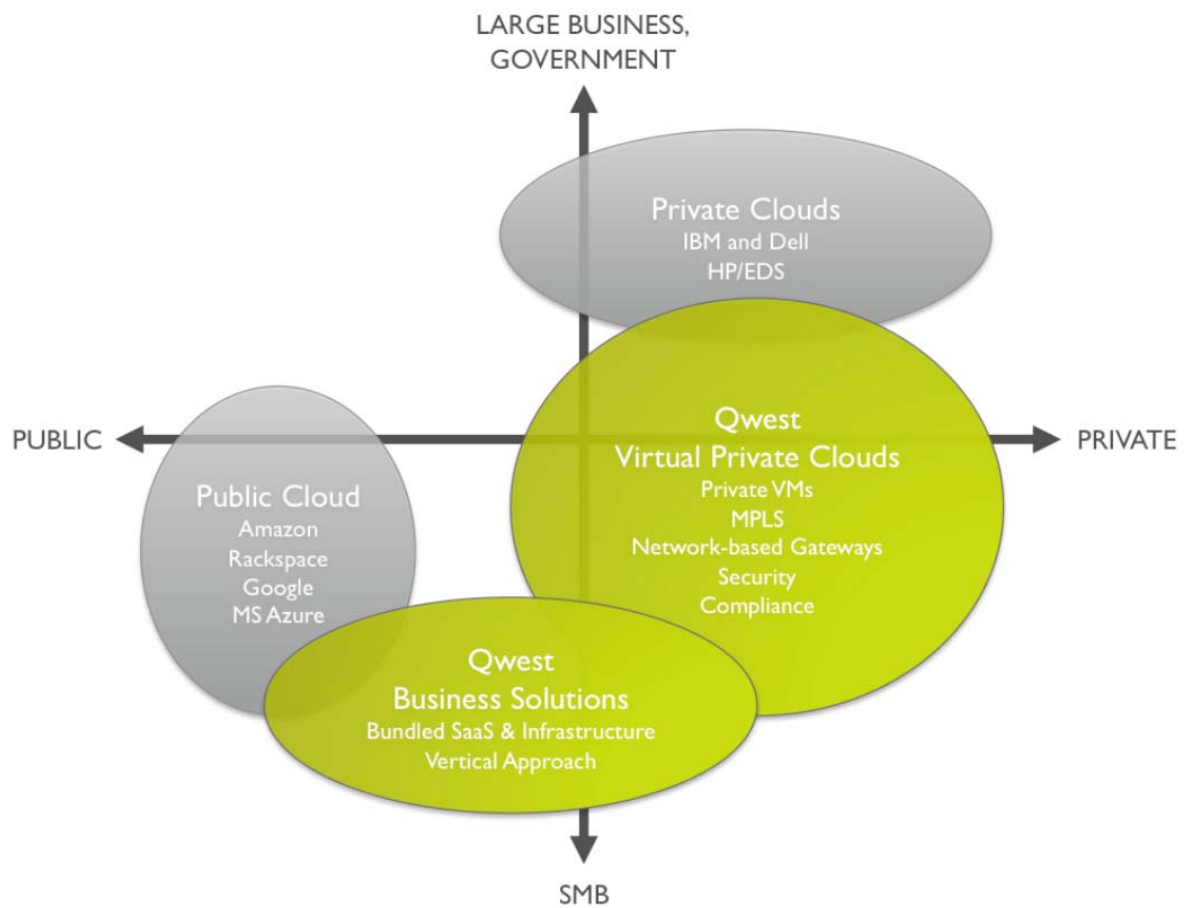 LARGE BUSINESS,
GOVERNMENT
Private Clouds
IBM and Dell
HP/EDS
PUBLIC
PRIVATE
Qwest
Virtual Private Clouds
Private VMs
MPLS
Network-based Gateways
Security
Compliance
Public Cloud
Amazon
Rackspace
Google
MS Azure
Qwest
Business Solutions
Bundled SaaS & Infrastructure
Vertical Approach
SMB